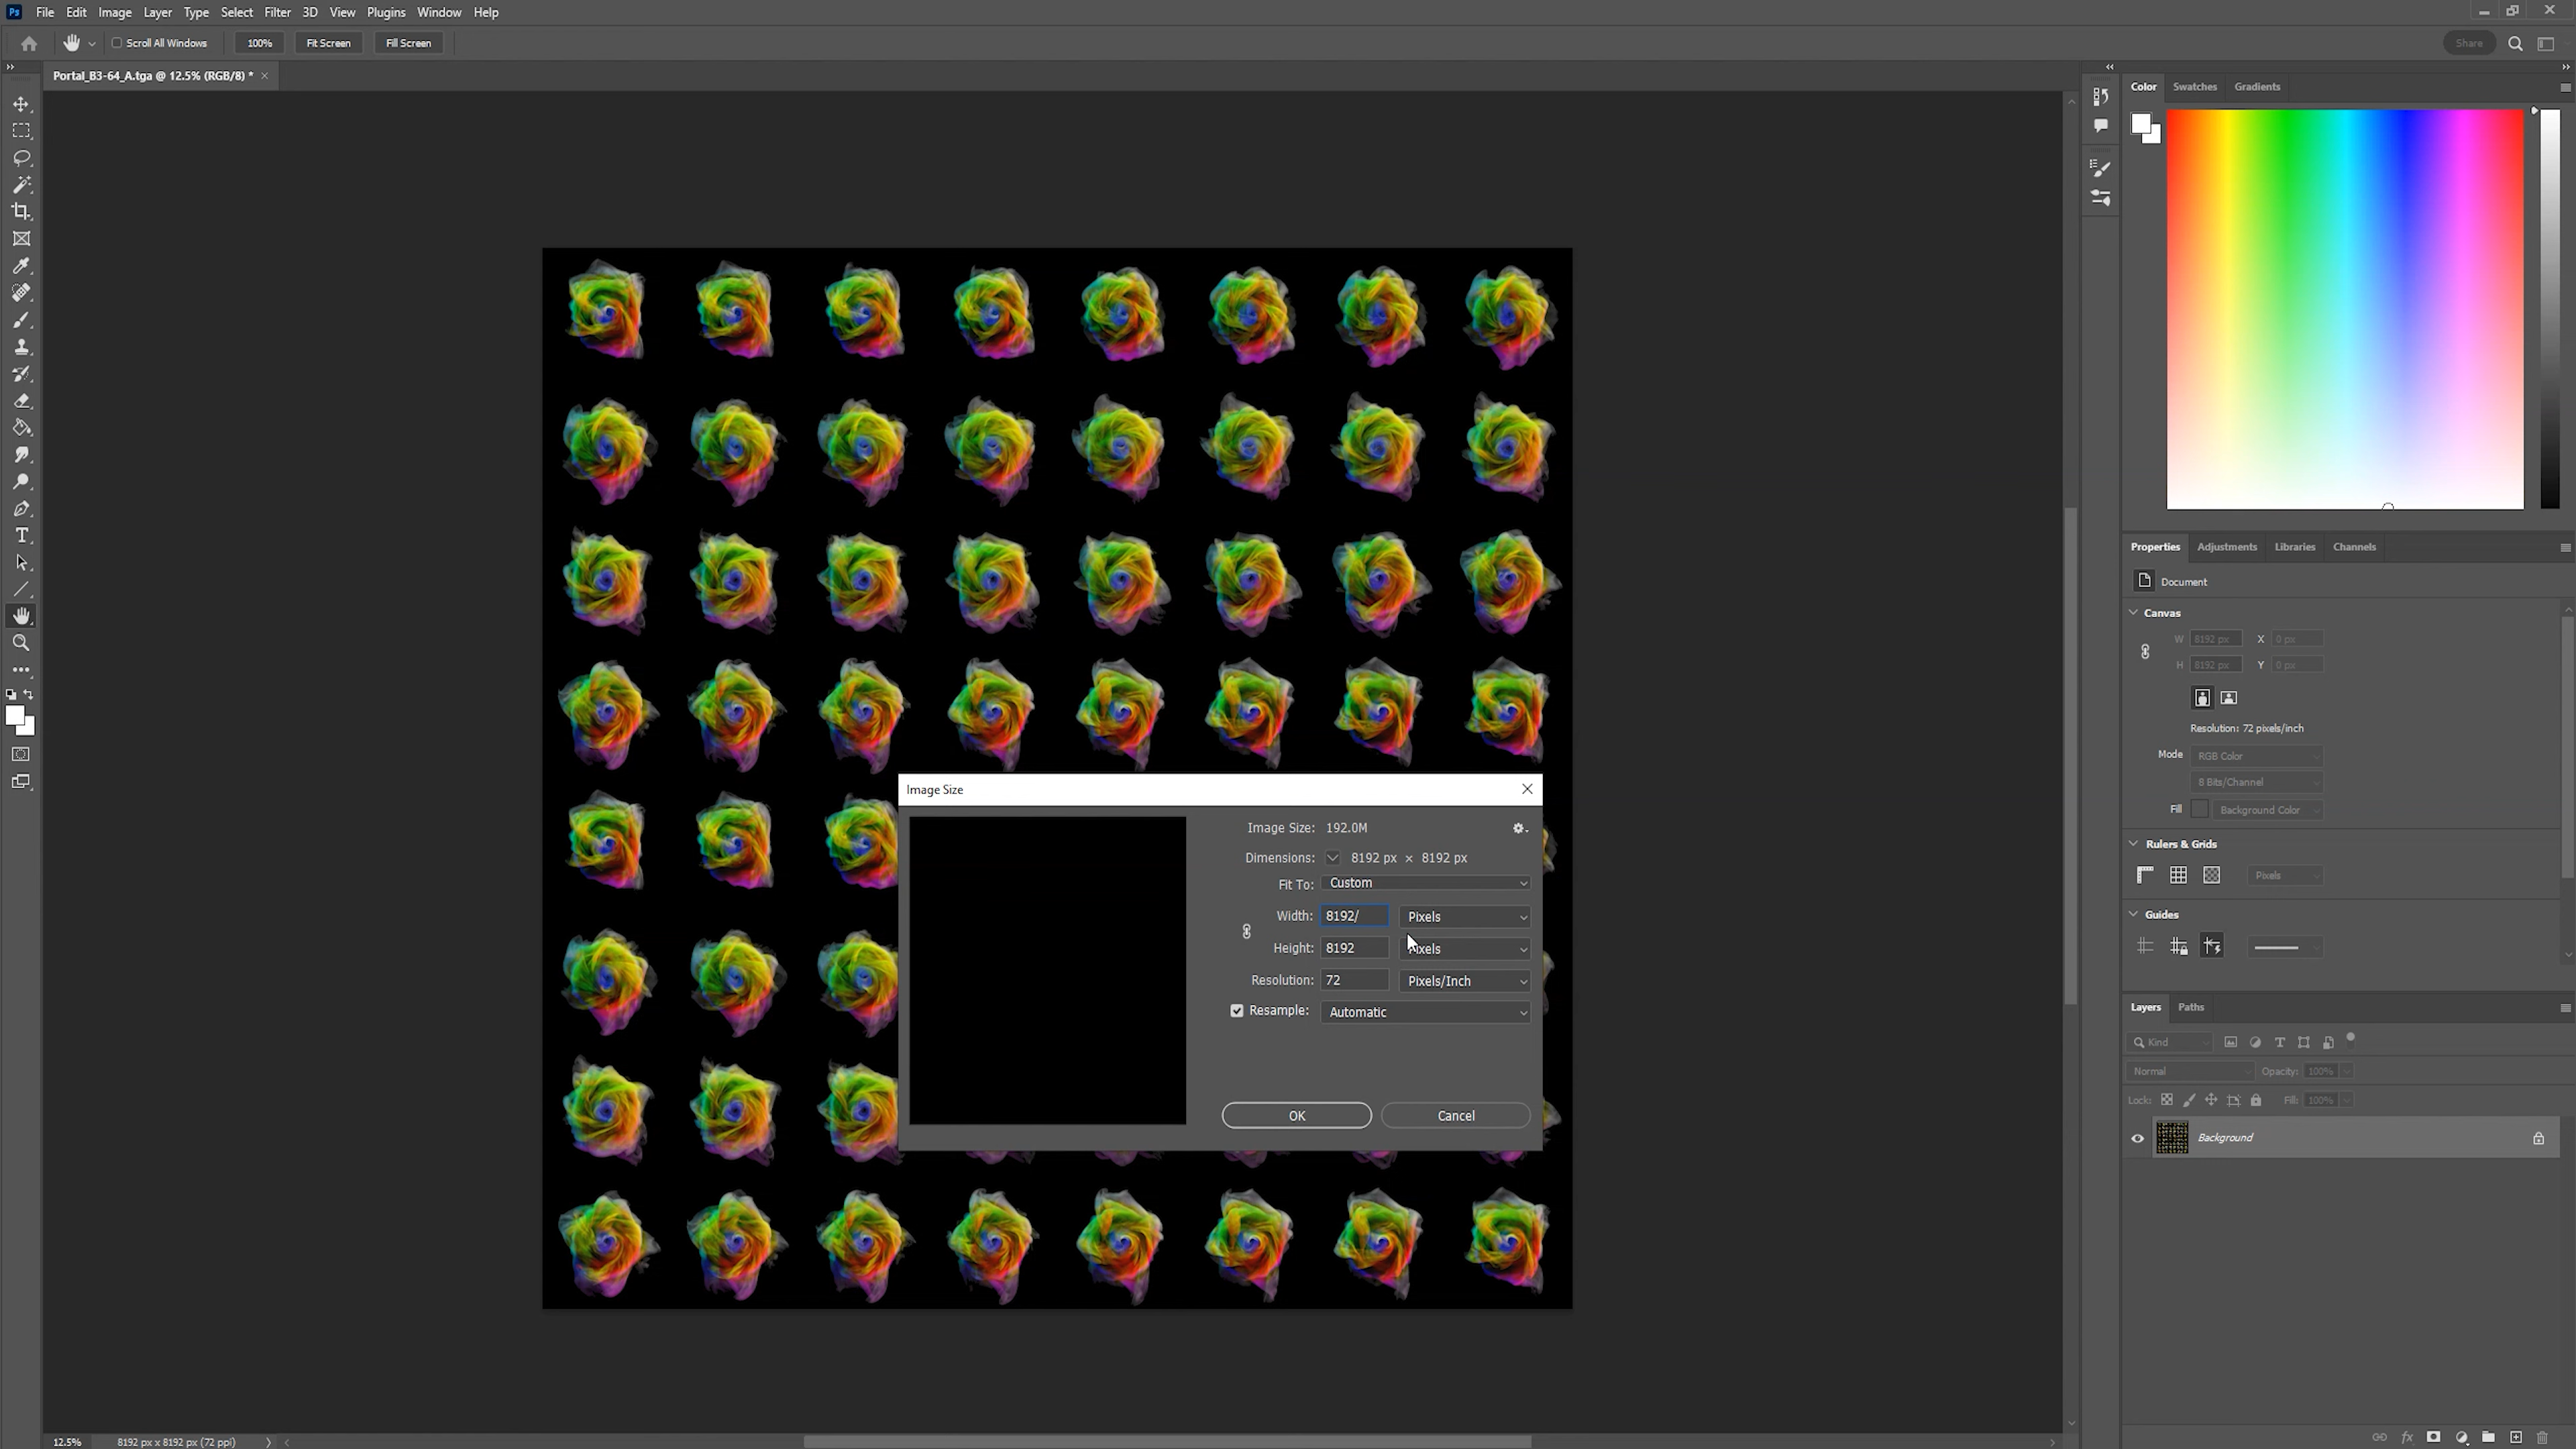 Ps File Edit Image Layer Type Select Filter 3D View Plugins Window Help
Scroll All Windows 100% Fit Screen Fill Screen Share
Portal_B3-64_A.tga @ 12.5% (RGB/8) *
Color Swatches Gradients
Properties Adjustments Libraries Channels
Document
Canvas
W 8192 px X 0 px
H 8192 px Y 0 px
Resolution: 72 pixels/inch
Mode RGB Color
8 Bits/Channel
Fill Background Color
Rulers & Grids
Pixels
Guides
Layers Paths
Kind
Normal Opacity: 100%
Lock: Fill: 100%
Background
Image Size
Image Size: 192.0M
Dimensions: 8192 px × 8192 px
Fit To: Custom
Width: 8192/ Pixels
Height: 8192 Pixels
Resolution: 72 Pixels/Inch
Resample: Automatic
OK Cancel
12.5% 8192 px x 8192 px (72 ppi)